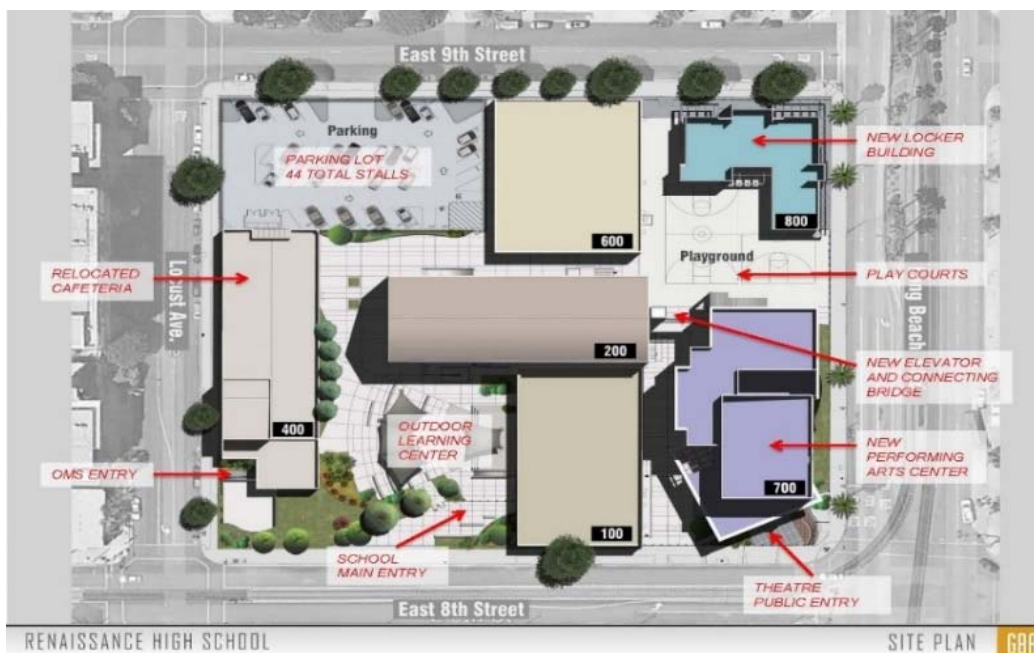 East 9th Street
Parking
PARKING LOT
44 TOTAL STALLS
NEW LOCKER
BUILDING
800
600
Playground
PLAY COURTS
RELOCATED
CAFETERIA
Locust Ave.
Beach
200
NEW ELEVATOR
AND CONNECTING
BRIDGE
400
OUTDOOR
LEARNING
CENTER
OMS ENTRY
NEW
PERFORMING
ARTS CENTER
700
100
SCHOOL
MAIN ENTRY
THEATRE
PUBLIC ENTRY
East 8th Street
RENAISSANCE HIGH SCHOOL
SITE PLAN